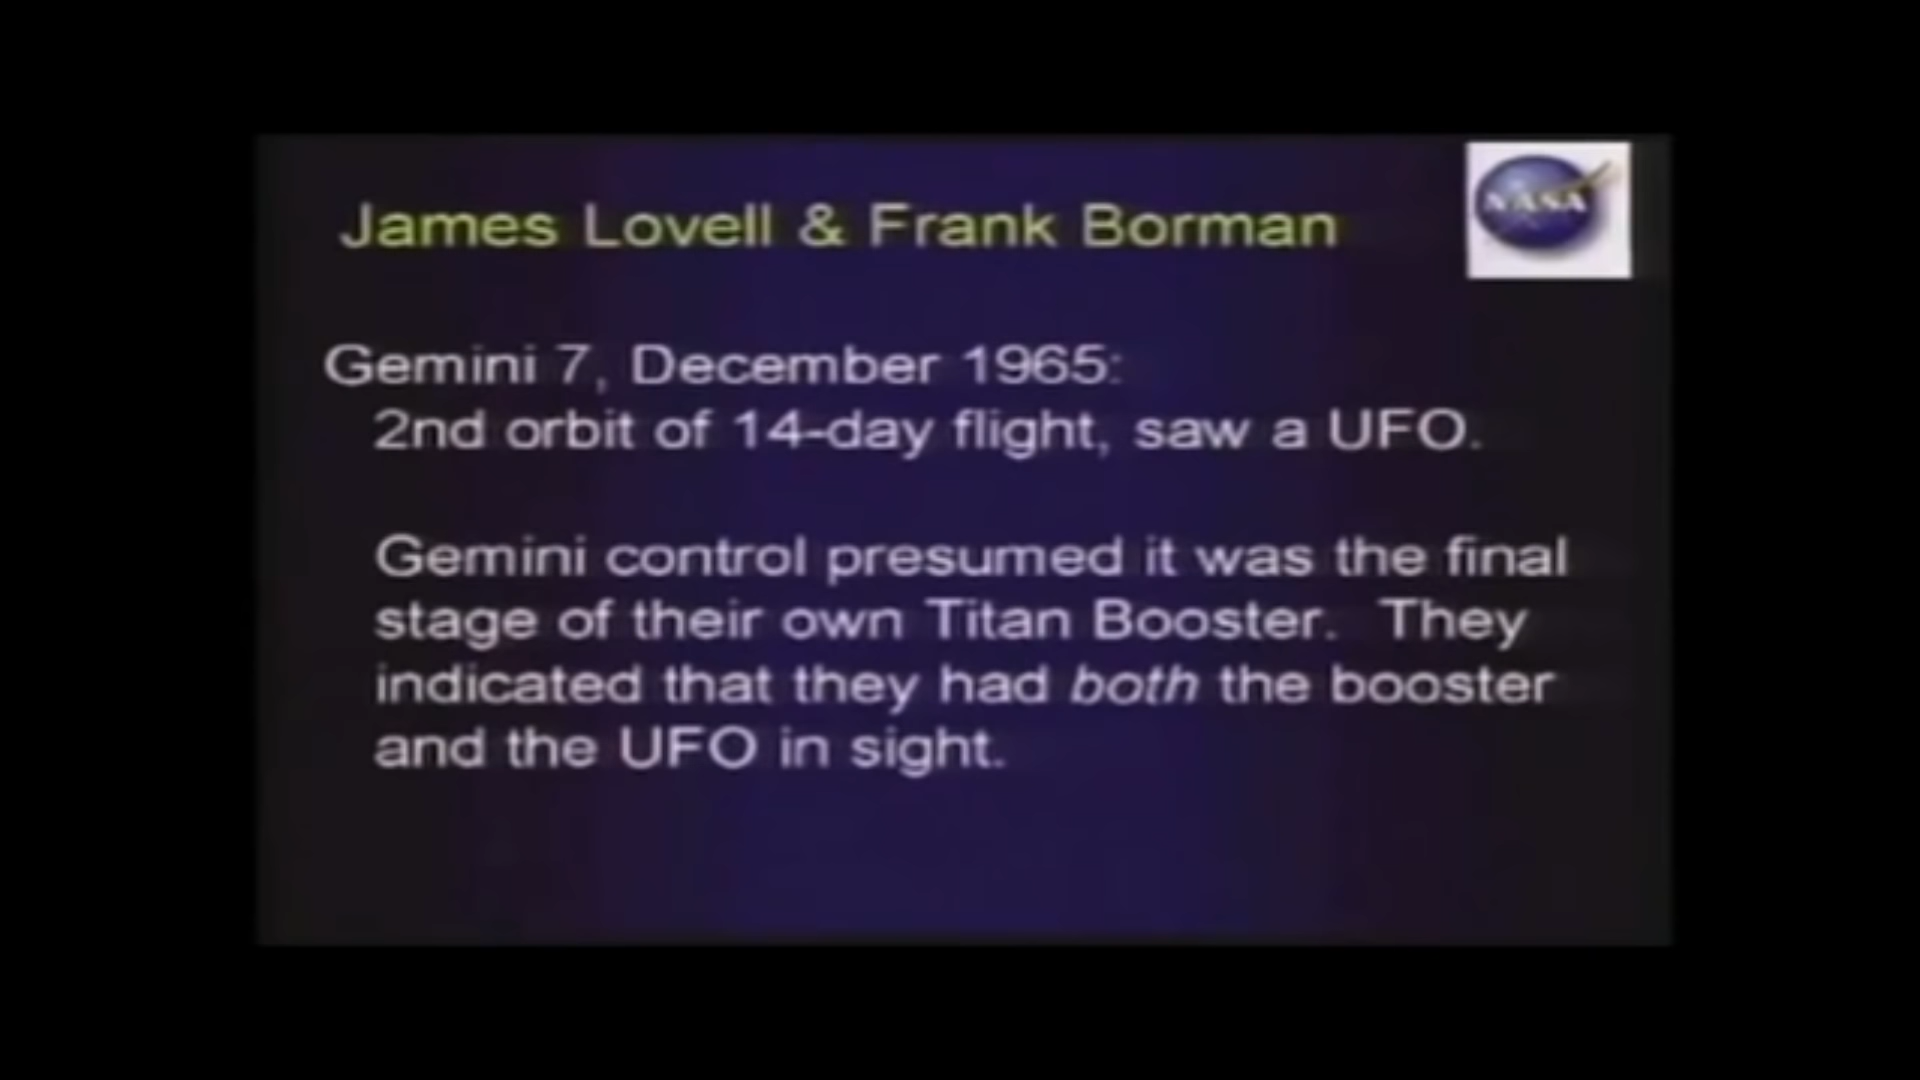 James Lovell & Frank Borman
NASA
Gemini 7, December 1965:
2nd orbit of 14-day flight, saw a UFO.
Gemini control presumed it was the final
stage of their own Titan Booster. They
indicated that they had both the booster
and the UFO in sight.